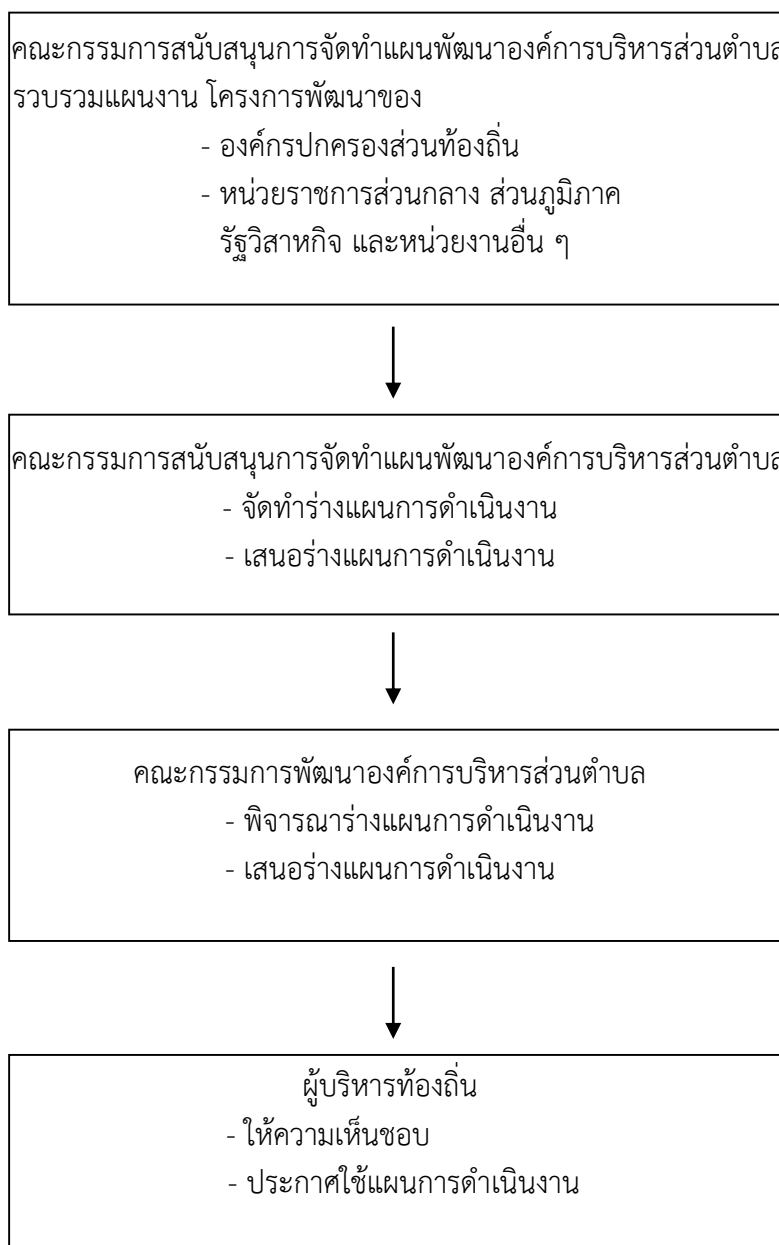 คณะกรรมการสนับสนุนการจัดทำแผนพัฒนาองค์การบริหารส่วนตำบล
รวบรวมแผนงาน โครงการพัฒนาของ
- องค์กรปกครองส่วนท้องถิ่น
- หน่วยราชการส่วนกลาง ส่วนภูมิภาค
รัฐวิสาหกิจ และหน่วยงานอื่น ๆ
คณะกรรมการสนับสนุนการจัดทำแผนพัฒนาองค์การบริหารส่วนตำบล
- จัดทำร่างแผนการดำเนินงาน
- เสนอร่างแผนการดำเนินงาน
คณะกรรมการพัฒนาองค์การบริหารส่วนตำบล
- พิจารณาร่างแผนการดำเนินงาน
- เสนอร่างแผนการดำเนินงาน
ผู้บริหารท้องถิ่น
- ให้ความเห็นชอบ
- ประกาศใช้แผนการดำเนินงาน